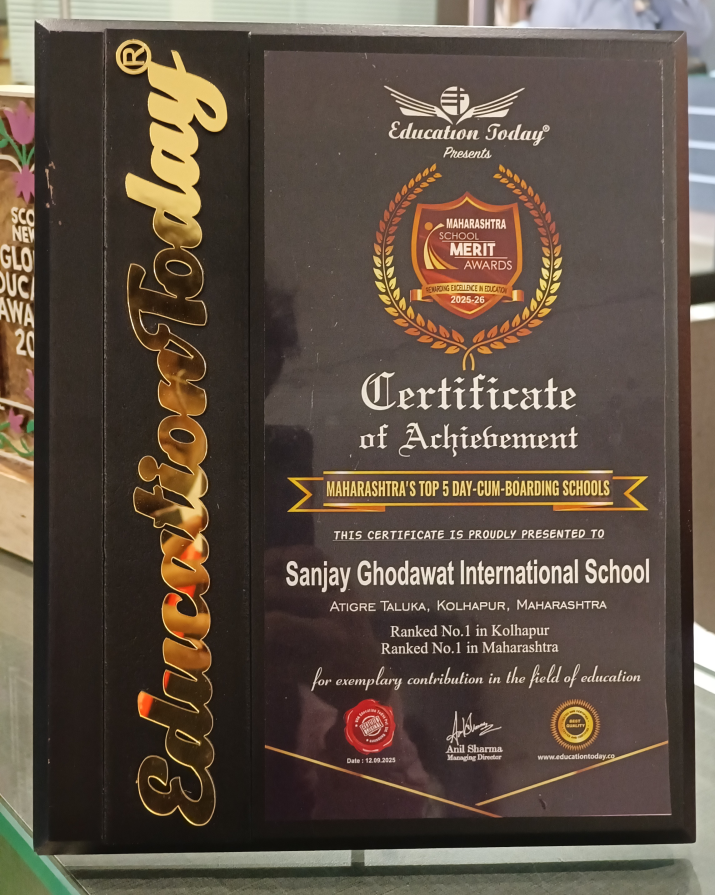 EducationToday®
Education Today®
Presents
MAHARASHTRA
SCHOOL
MERIT
AWARDS
REWARDING EXCELLENCE IN EDUCATION
2025-26
Certificate
of Achievement
MAHARASHTRA'S TOP 5 DAY-CUM-BOARDING SCHOOLS
THIS CERTIFICATE IS PROUDLY PRESENTED TO
Sanjay Ghodawat International School
ATIGRE TALUKA, KOLHAPUR, MAHARASHTRA
Ranked No.1 in Kolhapur
Ranked No.1 in Maharashtra
for exemplary contribution in the field of education
BEST
QUALITY
Anil Sharma
Managing Director
Date : 12.09.2025
www.educationtoday.co